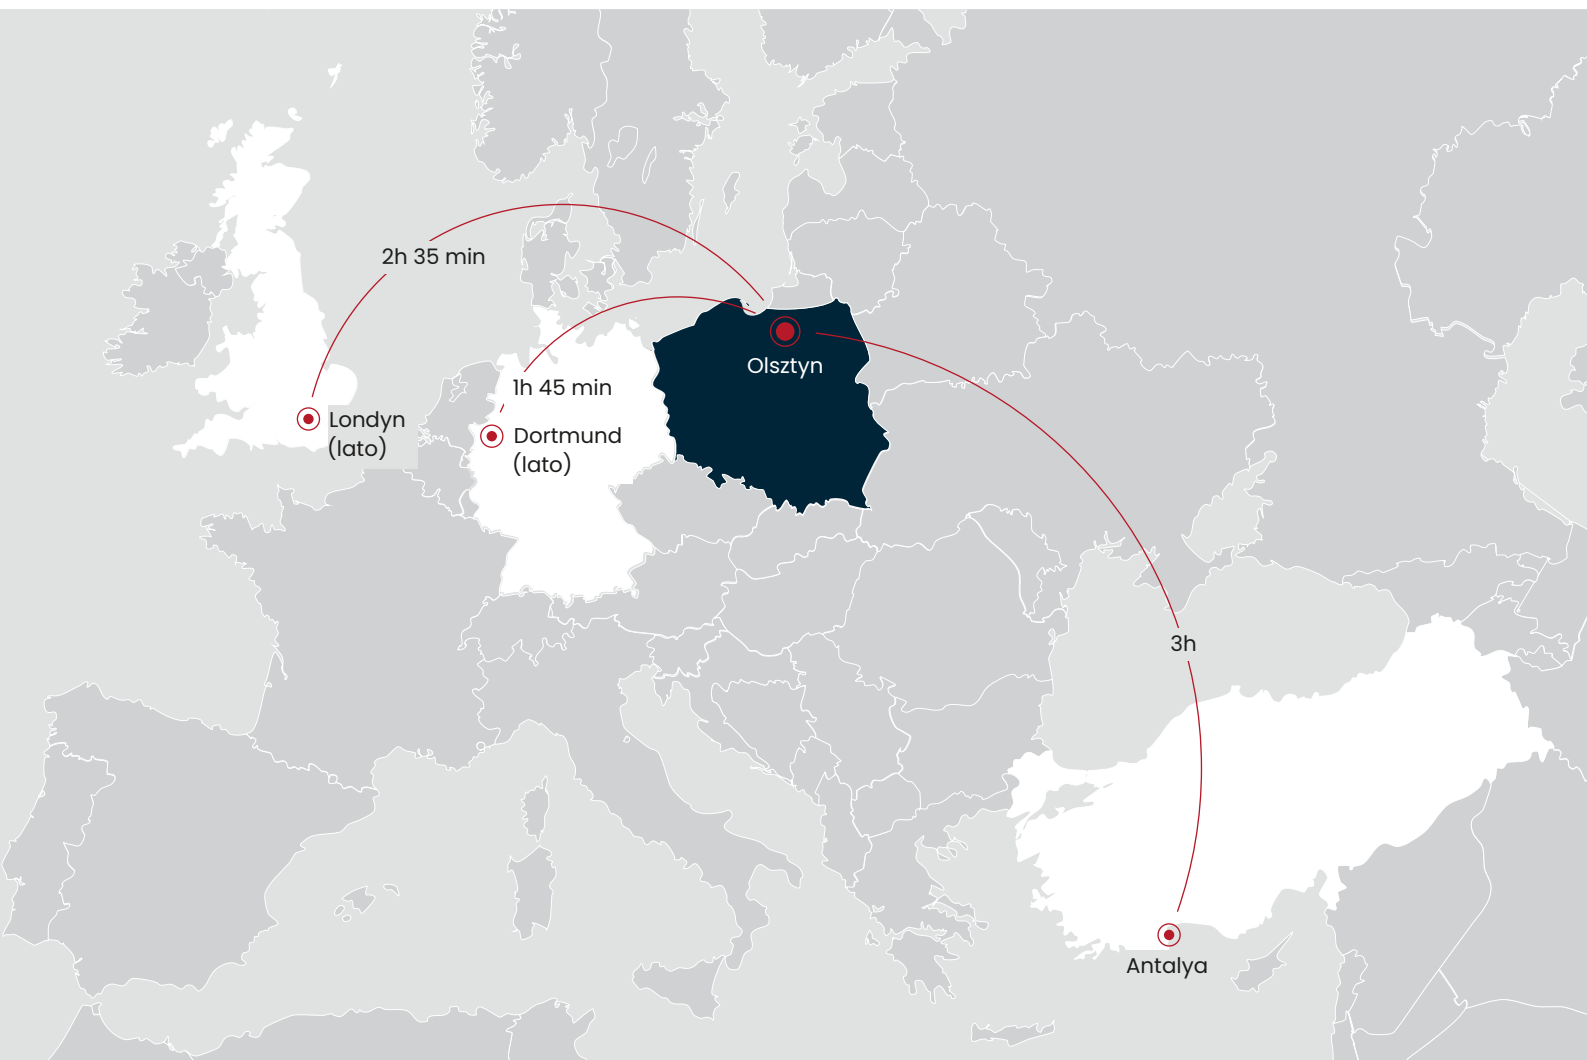 2h 35 min
Olsztyn
1h 45 min
Londyn
(lato)
Dortmund
(lato)
3h
Antalya